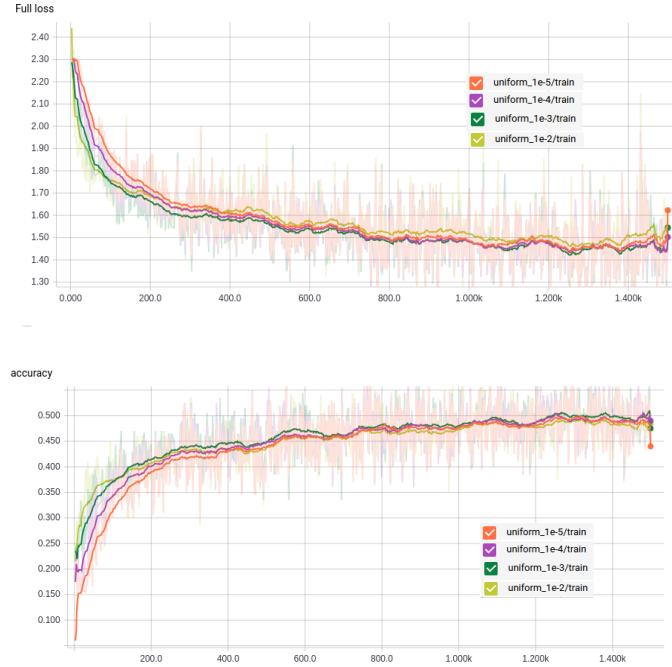 Full loss
2.40
2.30
2.20
2.10
2.00
1.90
1.80
1.70
1.60
1.50
1.40
1.30
uniform_1e-5/train
uniform_1e-4/train
uniform_1e-3/train
uniform_1e-2/train
0.000 200.0 400.0 600.0 800.0 1.000k 1.200k 1.400k
accuracy
0.500
0.450
0.400
0.350
0.300
0.250
0.200
0.150
0.100
uniform_1e-5/train
uniform_1e-4/train
uniform_1e-3/train
uniform_1e-2/train
200.0 400.0 600.0 800.0 1.000k 1.200k 1.400k